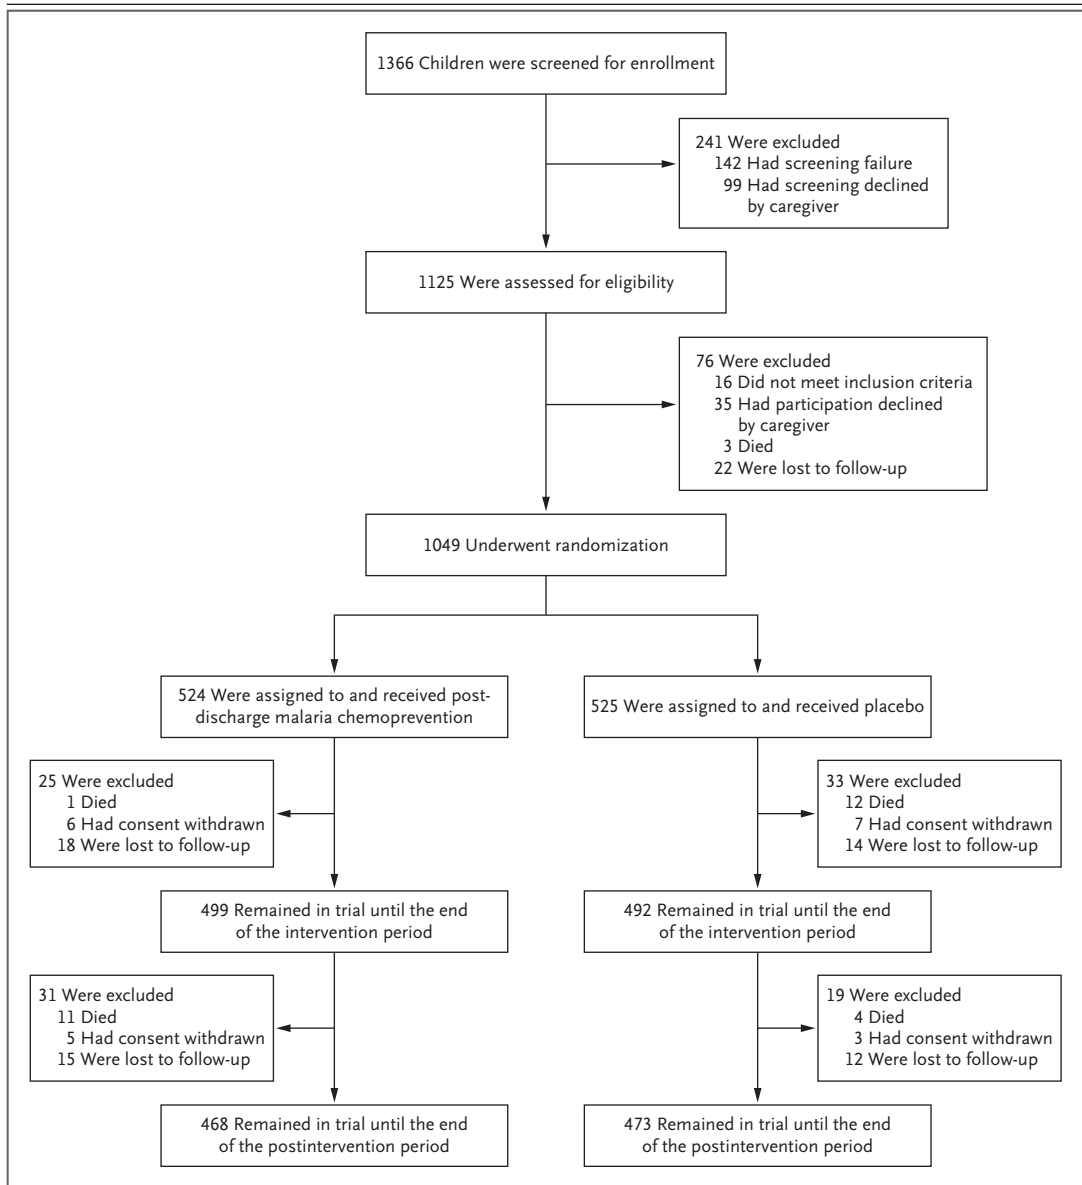 1366 Children were screened for enrollment
241 Were excluded
142 Had screening failure
99 Had screening declined
by caregiver
1125 Were assessed for eligibility
76 Were excluded
16 Did not meet inclusion criteria
35 Had participation declined
by caregiver
3 Died
22 Were lost to follow-up
1049 Underwent randomization
524 Were assigned to and received post-
discharge malaria chemoprevention
525 Were assigned to and received placebo
25 Were excluded
1 Died
6 Had consent withdrawn
18 Were lost to follow-up
33 Were excluded
12 Died
7 Had consent withdrawn
14 Were lost to follow-up
499 Remained in trial until the end
of the intervention period
492 Remained in trial until the end
of the intervention period
31 Were excluded
11 Died
5 Had consent withdrawn
15 Were lost to follow-up
19 Were excluded
4 Died
3 Had consent withdrawn
12 Were lost to follow-up
468 Remained in trial until the end
of the postintervention period
473 Remained in trial until the end
of the postintervention period